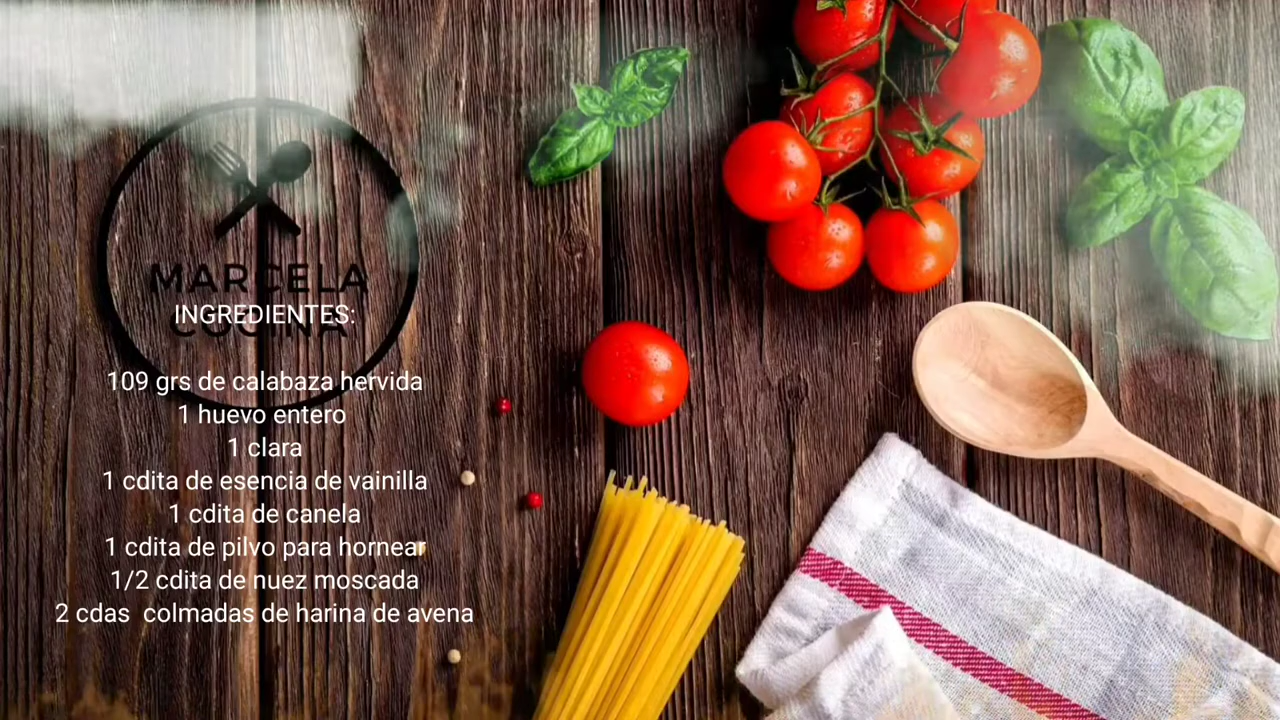 MARCELA
COCINA
INGREDIENTES:
109 grs de calabaza hervida
1 huevo entero
1 clara
1 cdita de esencia de vainilla
1 cdita de canela
1 cdita de pilvo para hornear
1/2 cdita de nuez moscada
2 cdas  colmadas de harina de avena